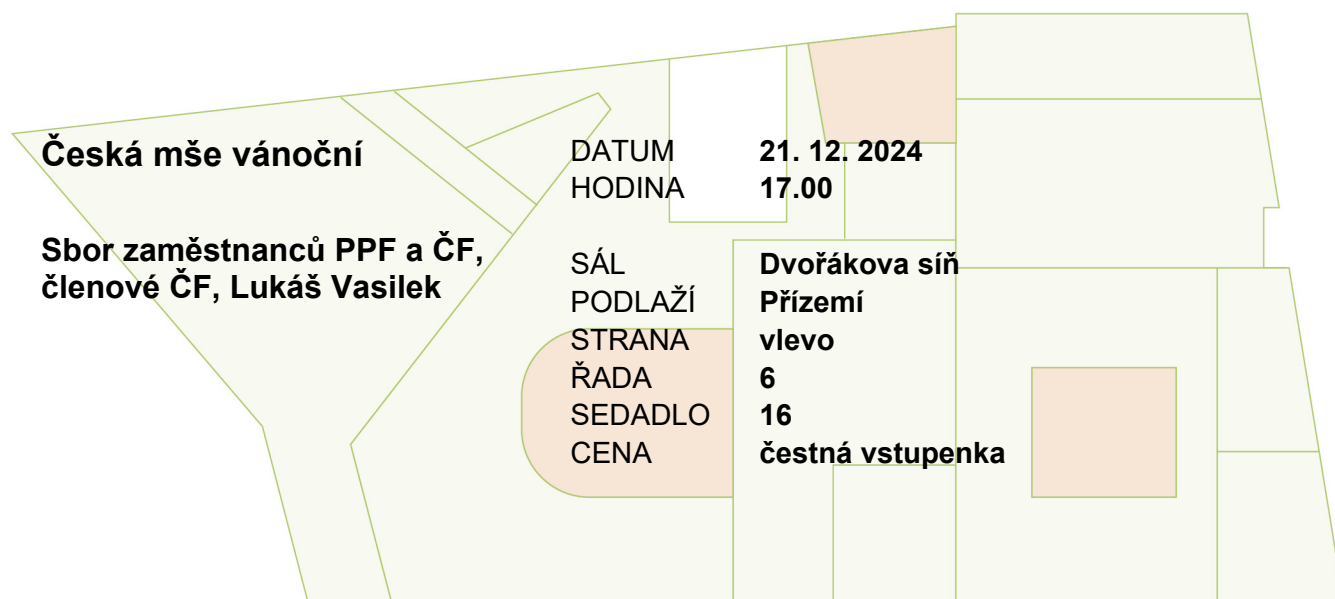 Česká mše vánoční
Sbor zaměstnanců PPF a ČF,
členové ČF, Lukáš Vasilek
DATUM 21. 12. 2024
HODINA 17.00
SÁL Dvořákova síň
PODLAŽÍ Přízemí
STRANA vlevo
ŘADA 6
SEDADLO 16
CENA čestná vstupenka